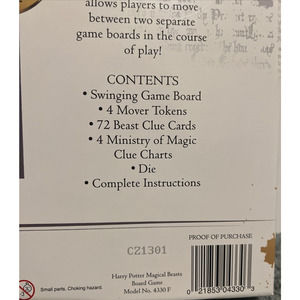 allows players to move
between two separate
game boards in the course
of play!
CONTENTS
• Swinging Game Board
• 4 Mover Tokens
• 72 Beast Clue Cards
• 4 Ministry of Magic
Clue Charts
• Die
• Complete Instructions
PROOF OF PURCHASE
CZ1301
Small parts. Choking hazard.
Harry Potter Magical Beasts
Board Game
Model No. 4330 F
0 21853 04330 3